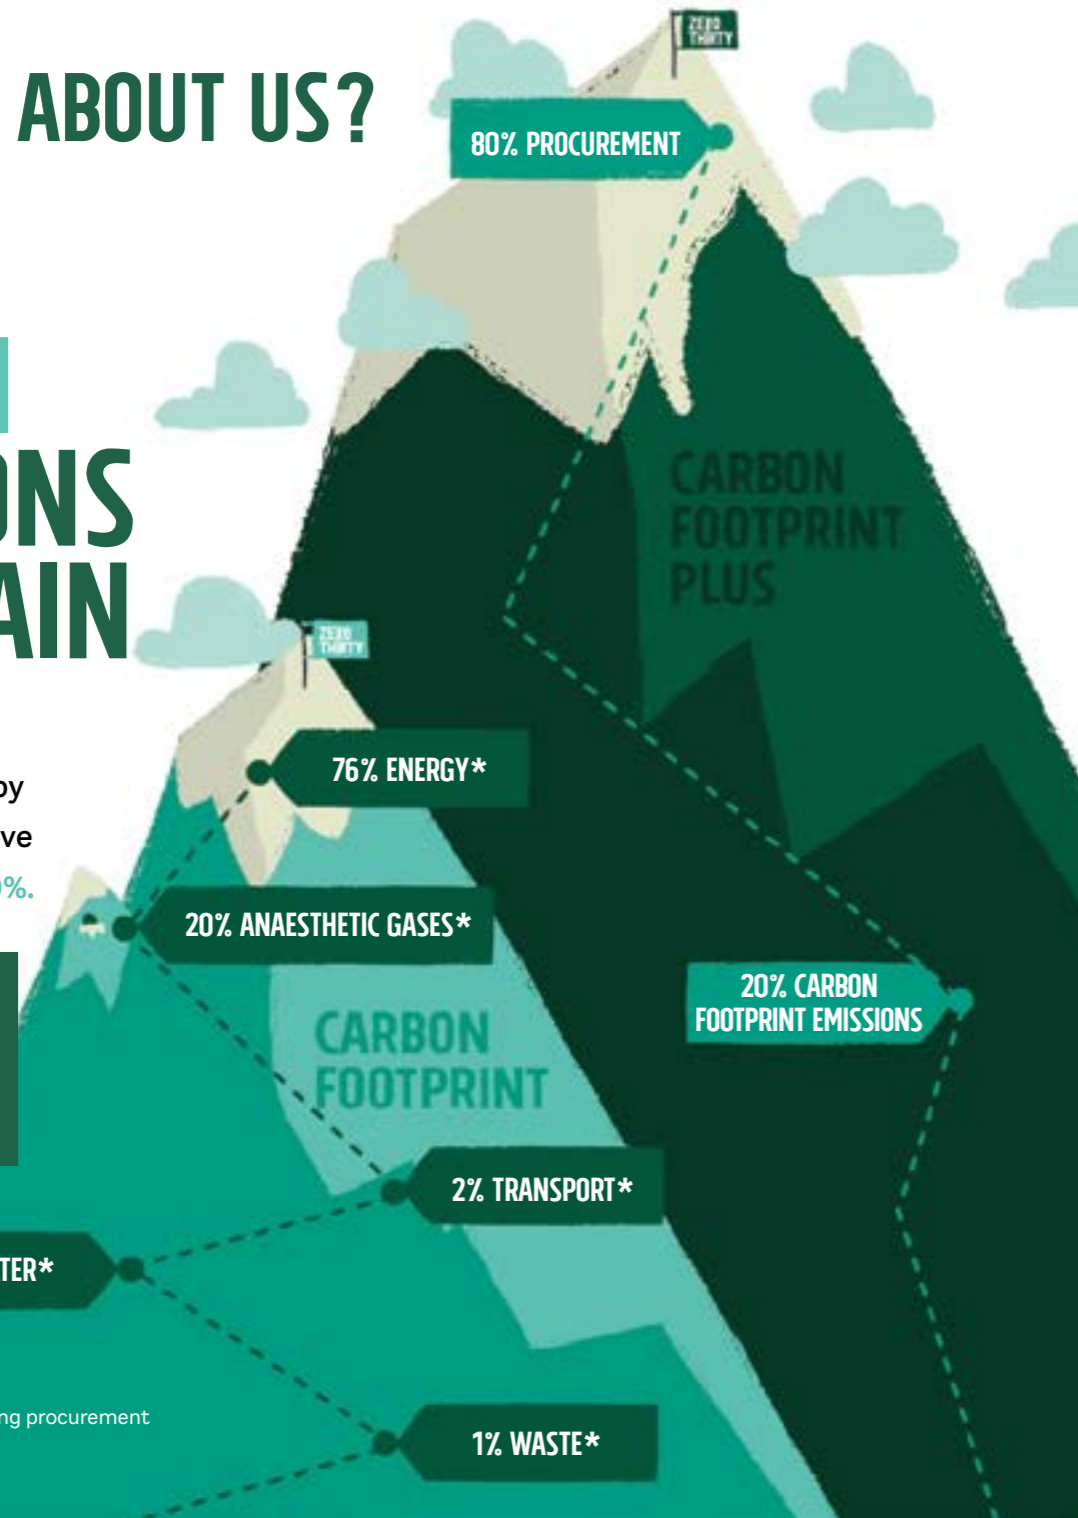 ABOUT US?
ZERO
THIRTY
80% PROCUREMENT
CARBON
FOOTPRINT
PLUS
ONS
AIN
ZERO
THIRTY
76% ENERGY*
by
ve
%.
20% ANAESTHETIC GASES*
20% CARBON
FOOTPRINT EMISSIONS
CARBON
FOOTPRINT
2% TRANSPORT*
TER*
ng procurement
1% WASTE*